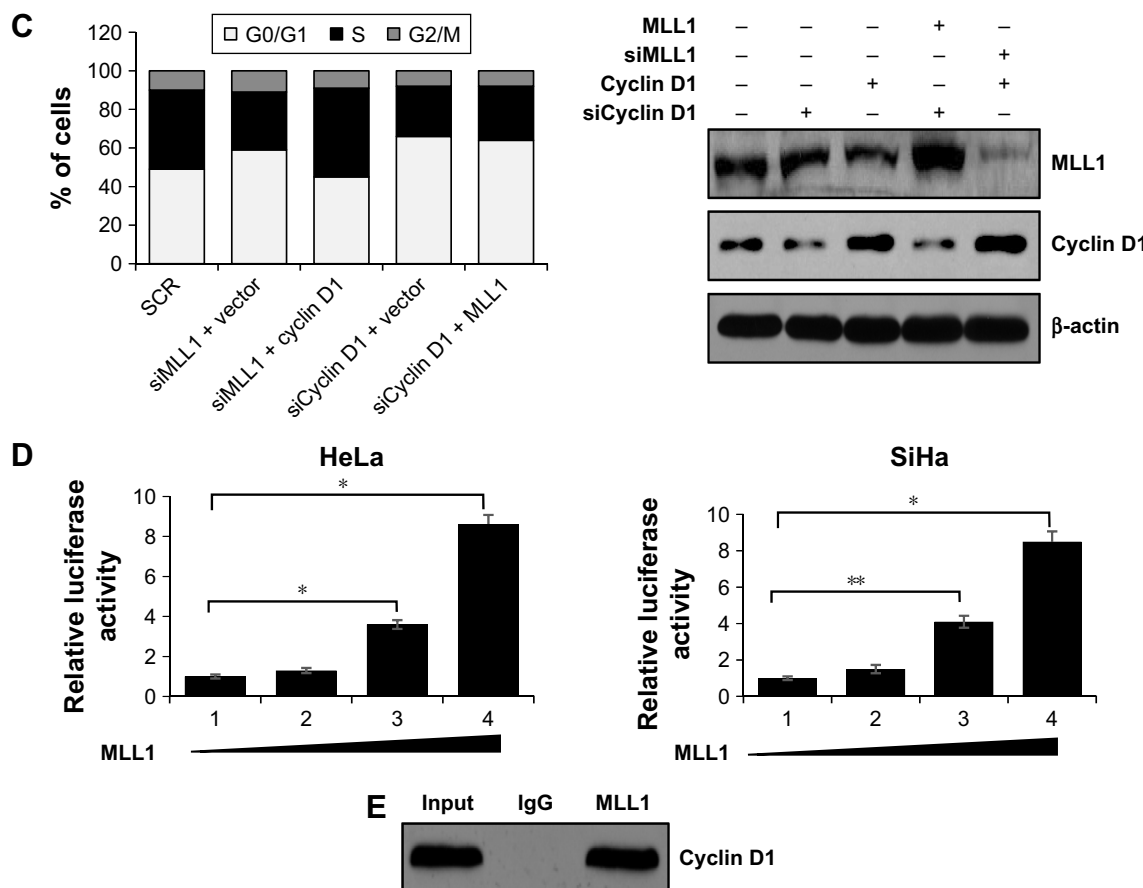 C
G0/G1 S G2/M
120
100
80
60
40
20
0
% of cells
SCR
siMLL1 + vector
siMLL1 + cyclin D1
siCyclin D1 + vector
siCyclin D1 + MLL1
MLL1 – – – + –
siMLL1 – – – – +
Cyclin D1 – – + – +
siCyclin D1 – + – + –
MLL1
Cyclin D1
β-actin
D
HeLa
Relative luciferase
activity
10
8
6
4
2
0
*
*
1 2 3 4
MLL1
SiHa
Relative luciferase
activity
10
8
6
4
2
0
*
**
1 2 3 4
MLL1
E
Input IgG MLL1
Cyclin D1